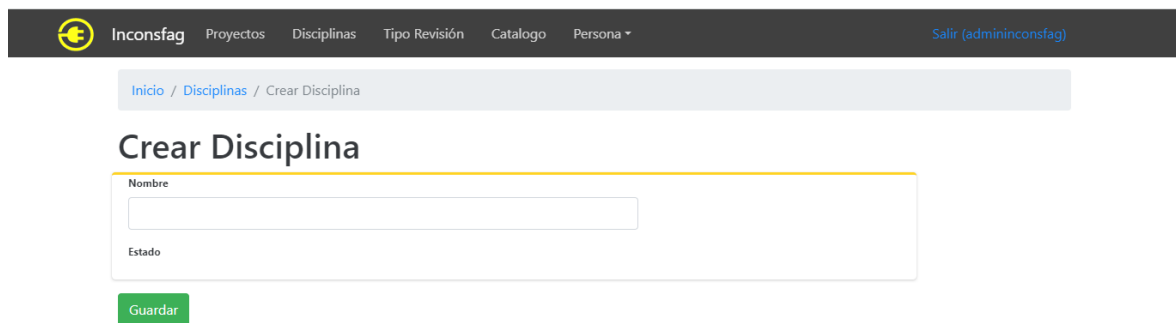 Inconsfag Proyectos Disciplinas Tipo Revisión Catalogo Persona Salir (admininconsfag)
Inicio / Disciplinas / Crear Disciplina
Crear Disciplina
Nombre
Estado
Guardar